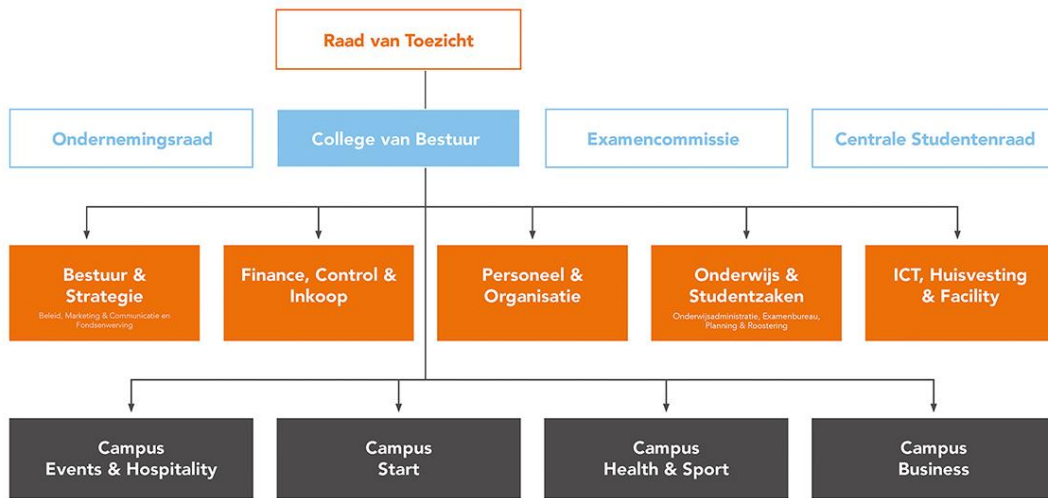 Raad van Toezicht
Ondernemingsraad
College van Bestuur
Examencommissie
Centrale Studentenraad
Bestuur &
Strategie
Beleid, Marketing & Communicatie en
Fondsenwerving
Finance, Control &
Inkoop
Personeel &
Organisatie
Onderwijs &
Studentzaken
Onderwijsadministratie, Examenbureau,
Planning & Roostering
ICT, Huisvesting
& Facility
Campus
Events & Hospitality
Campus
Start
Campus
Health & Sport
Campus
Business